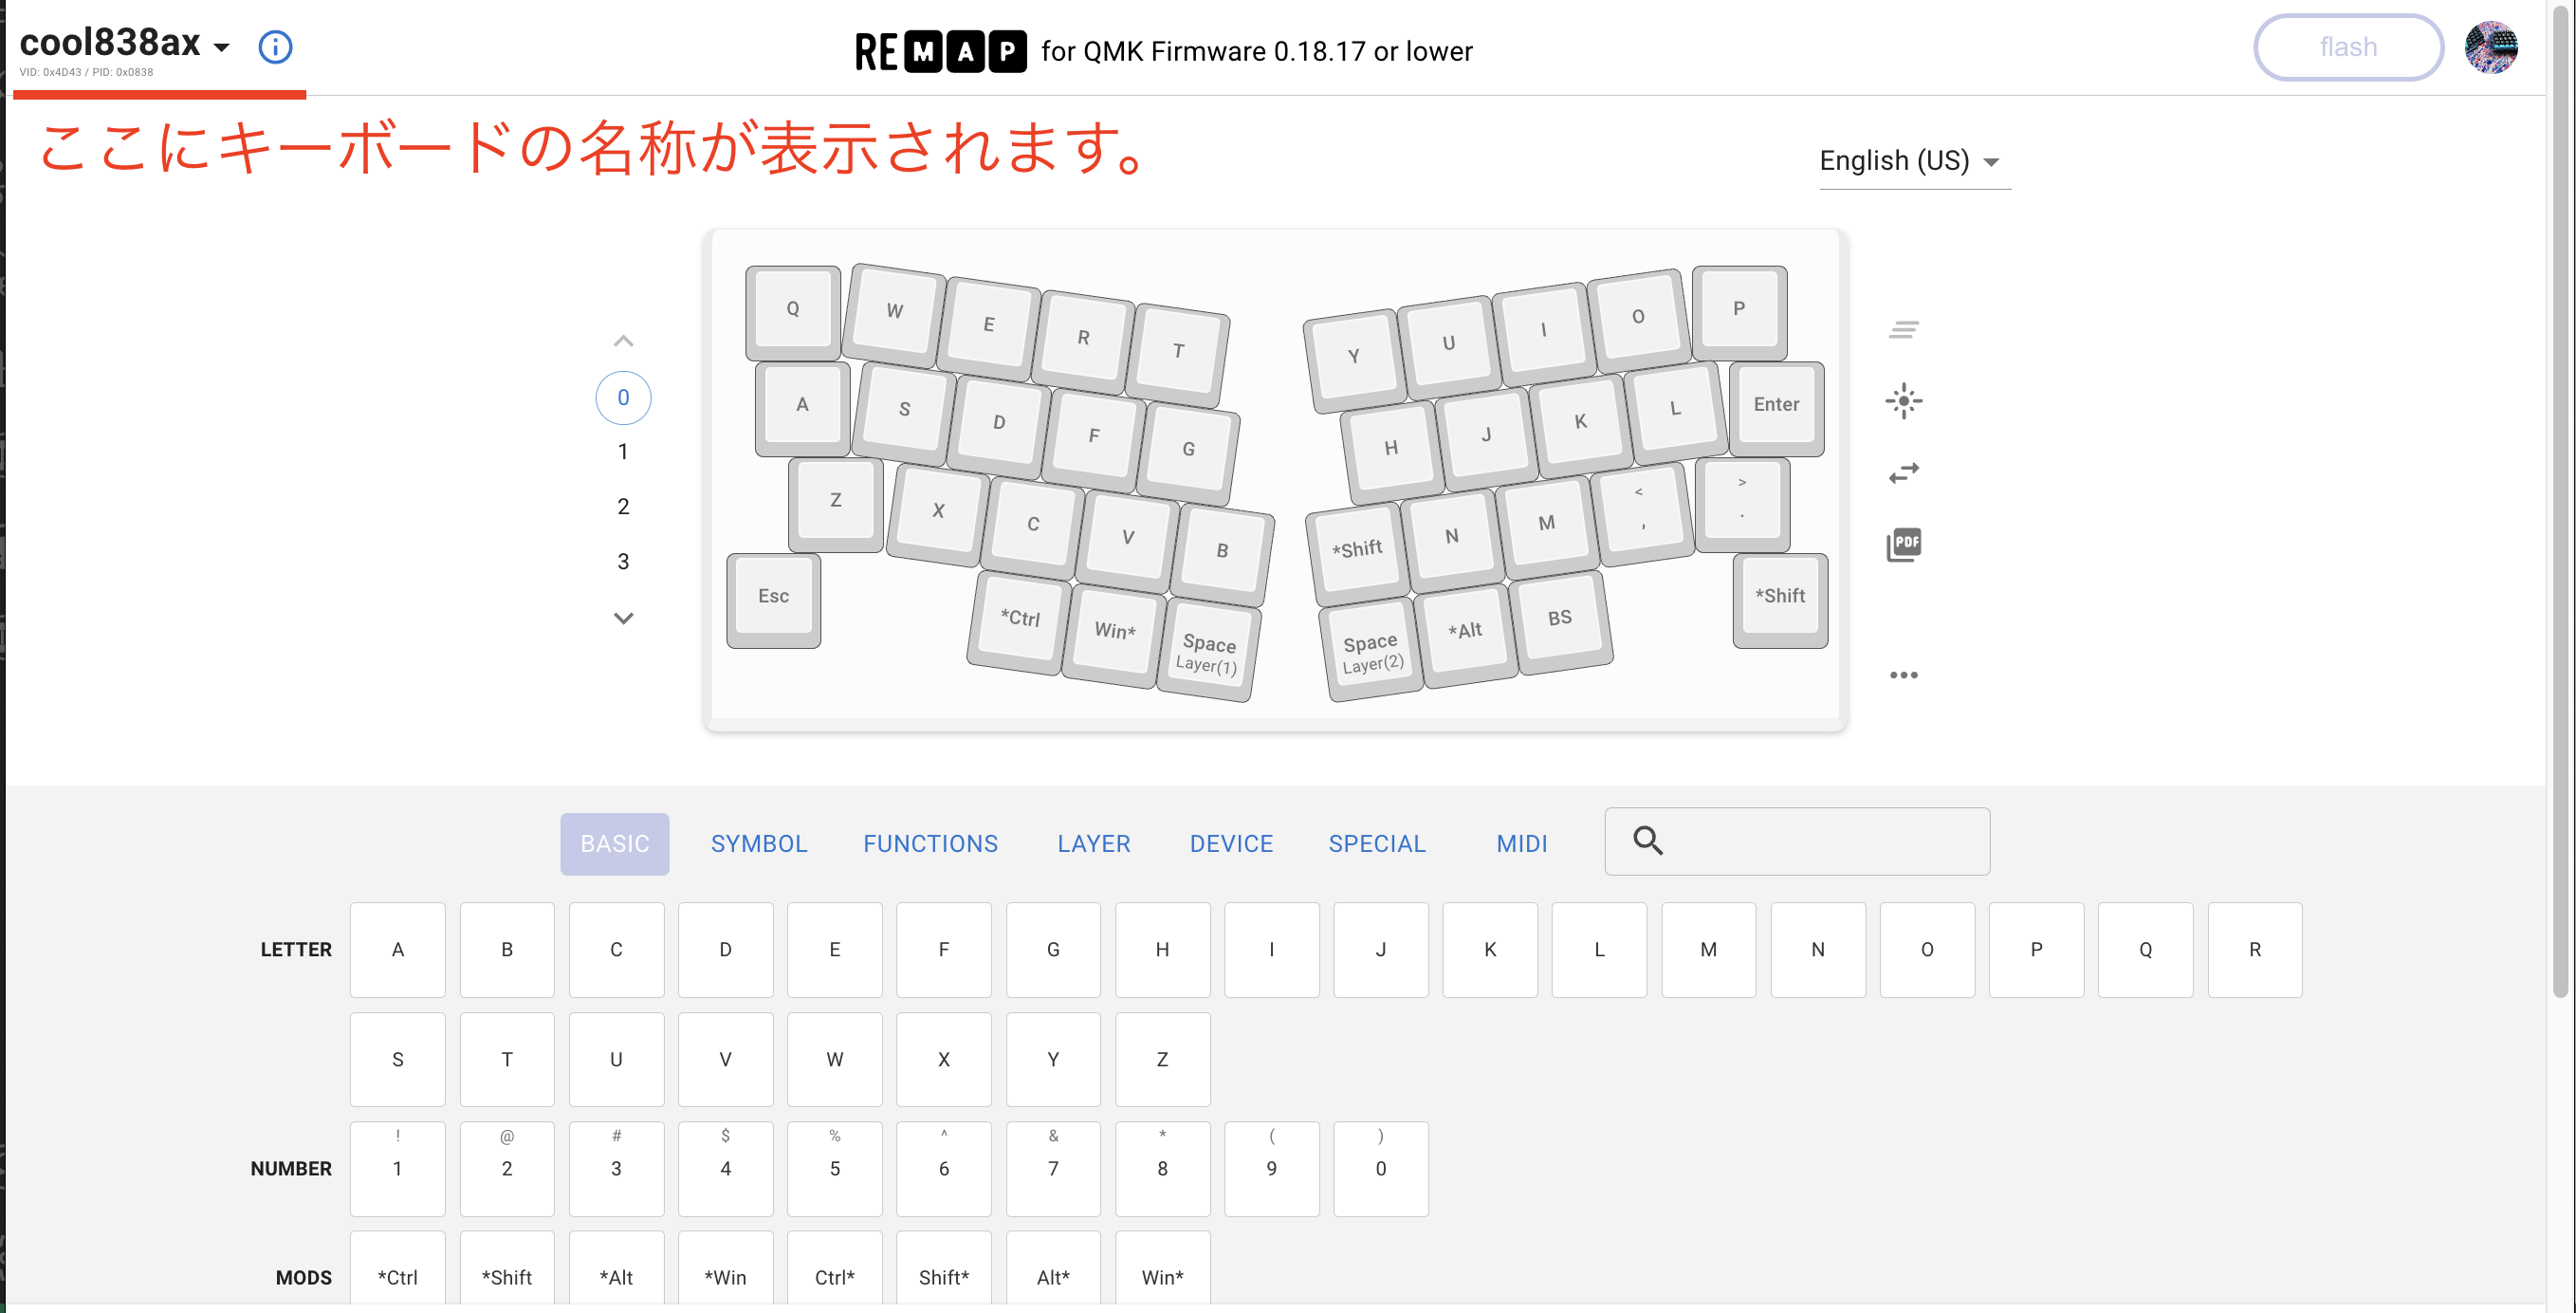 cool838ax
VID: 0x4D43 / PID: 0x0838
REMAP for QMK Firmware 0.18.17 or lower
flash
ここにキーボードの名称が表示されます。
English (US)
Q W E R T Y U I O P
A S D F G H J K L Enter
Z X C V B *Shift N M < , > .
Esc *Ctrl Win* Space Layer(1) Space Layer(2) *Alt BS *Shift
0
1
2
3
PDF
BASIC SYMBOL FUNCTIONS LAYER DEVICE SPECIAL MIDI
LETTER A B C D E F G H I J K L M N O P Q R
S T U V W X Y Z
! @ # $ % ^ & * ( )
NUMBER 1 2 3 4 5 6 7 8 9 0
MODS *Ctrl *Shift *Alt *Win Ctrl* Shift* Alt* Win*